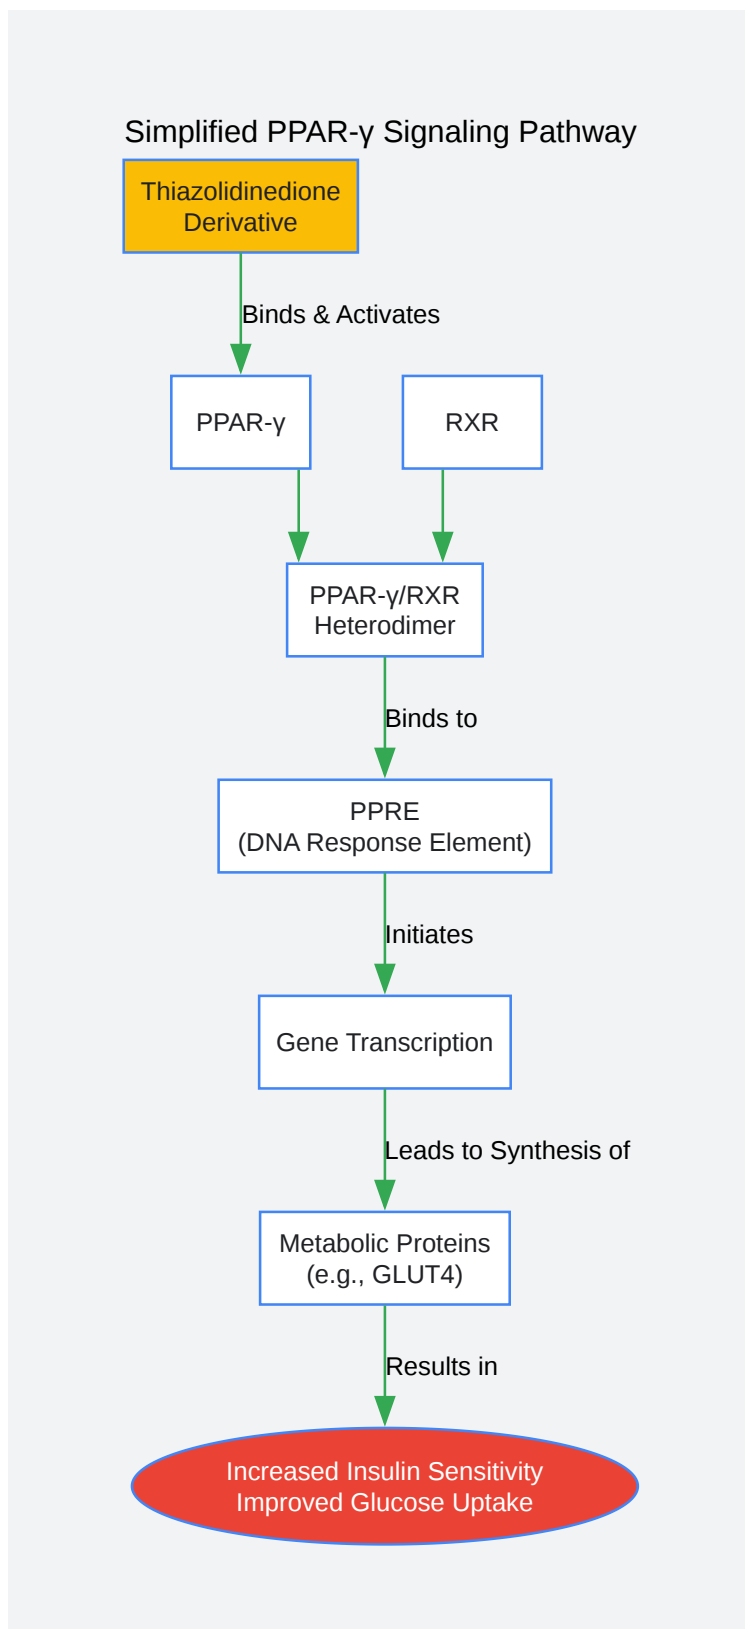 Simplified PPAR-γ Signaling Pathway
Thiazolidinedione
Derivative
Binds & Activates
PPAR-γ
RXR
PPAR-γ/RXR
Heterodimer
Binds to
PPRE
(DNA Response Element)
Initiates
Gene Transcription
Leads to Synthesis of
Metabolic Proteins
(e.g., GLUT4)
Results in
Increased Insulin Sensitivity
Improved Glucose Uptake